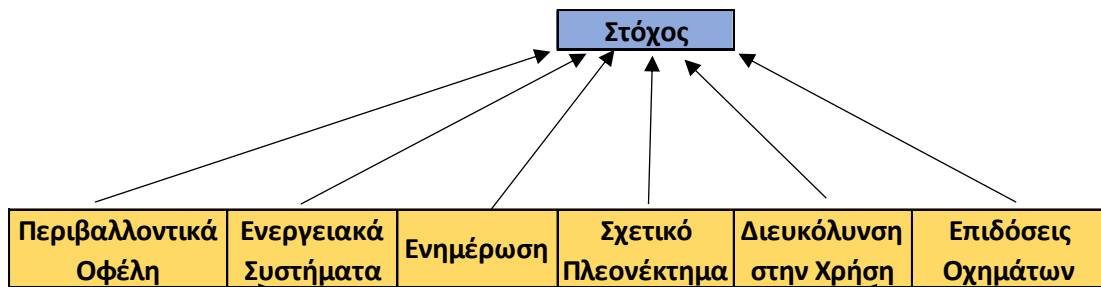 Στόχος
Περιβαλλοντικά
Οφέλη
Ενεργειακά
Συστήματα
Ενημέρωση
Σχετικό
Πλεονέκτημα
Διευκόλυνση
στην Χρήση
Επιδόσεις
Οχημάτων